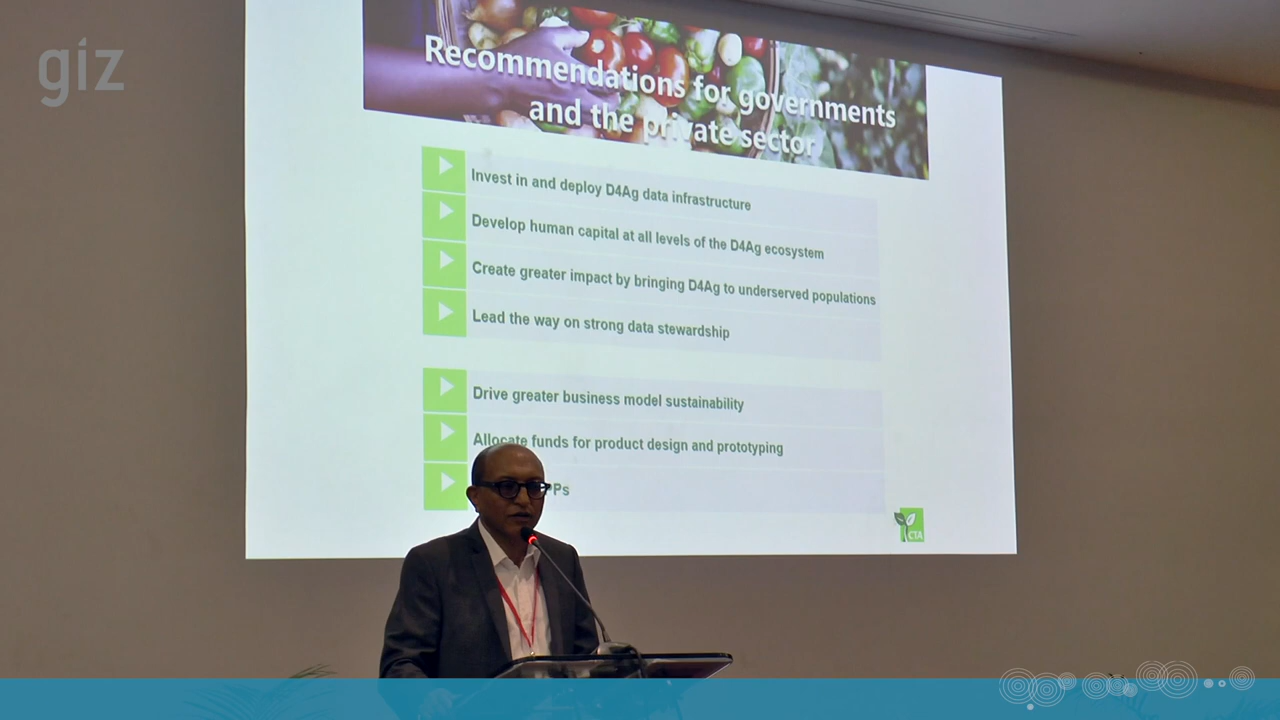 giz
Recommendations for governments
and the private sector
Invest in and deploy D4Ag data infrastructure
Develop human capital at all levels of the D4Ag ecosystem
Create greater impact by bringing D4Ag to underserved populations
Lead the way on strong data stewardship
Drive greater business model sustainability
Allocate funds for product design and prototyping
CTA